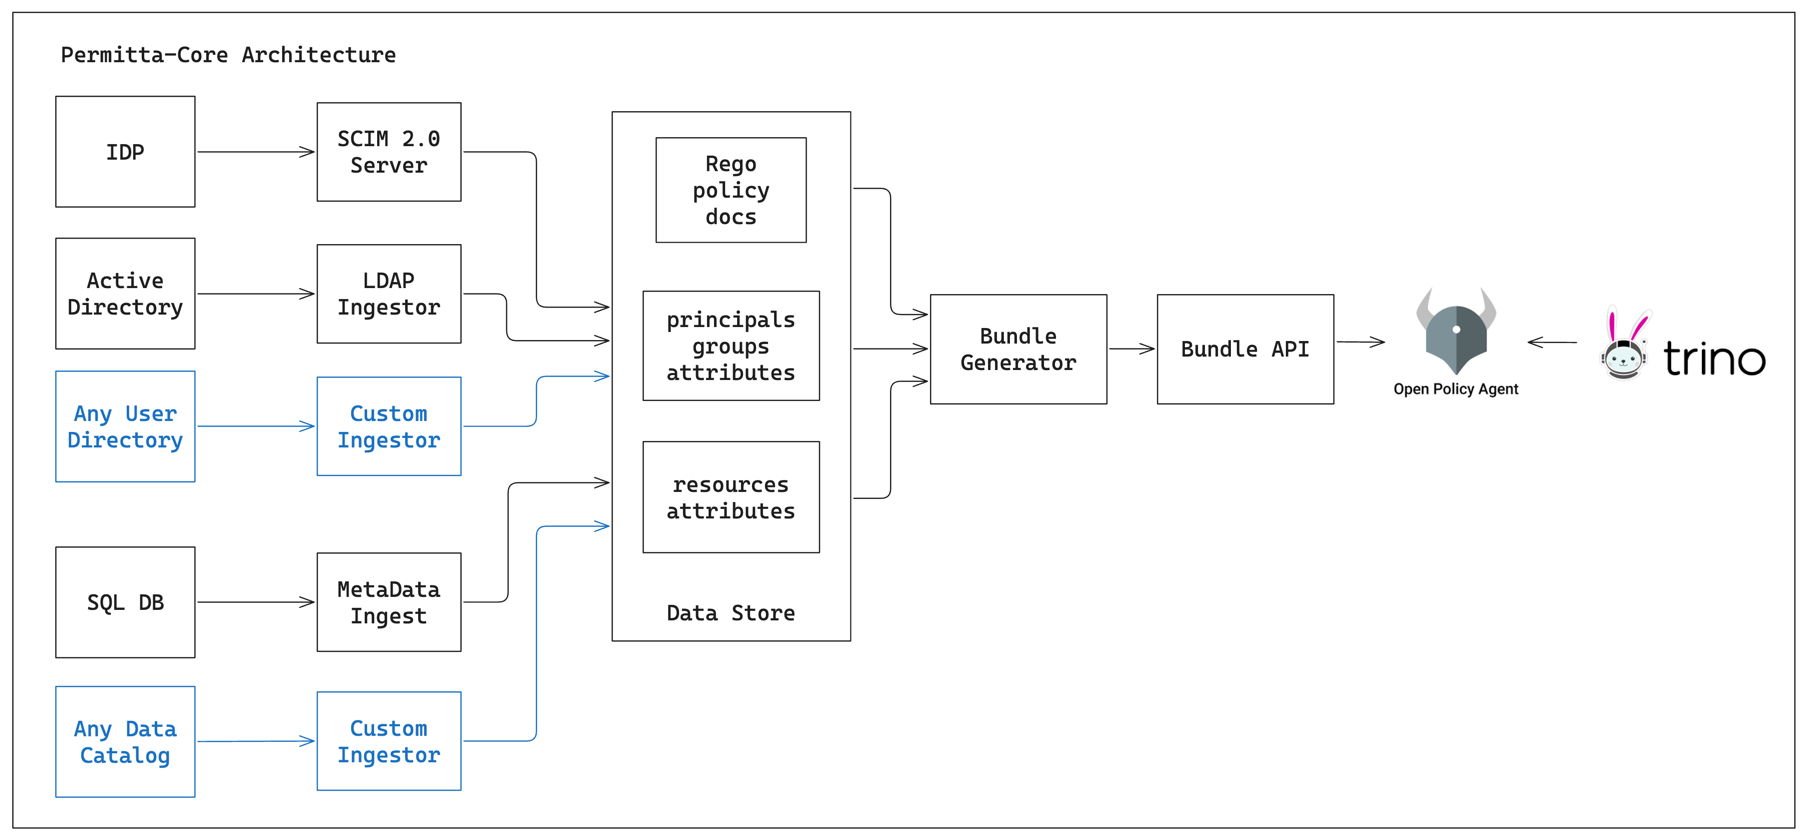 Permitta-Core Architecture
IDP
SCIM 2.0
Server
Active
Directory
LDAP
Ingestor
Any User
Directory
Custom
Ingestor
SQL DB
MetaData
Ingest
Any Data
Catalog
Custom
Ingestor
Rego
policy
docs
principals
groups
attributes
resources
attributes
Data Store
Bundle
Generator
Bundle API
Open Policy Agent
trino